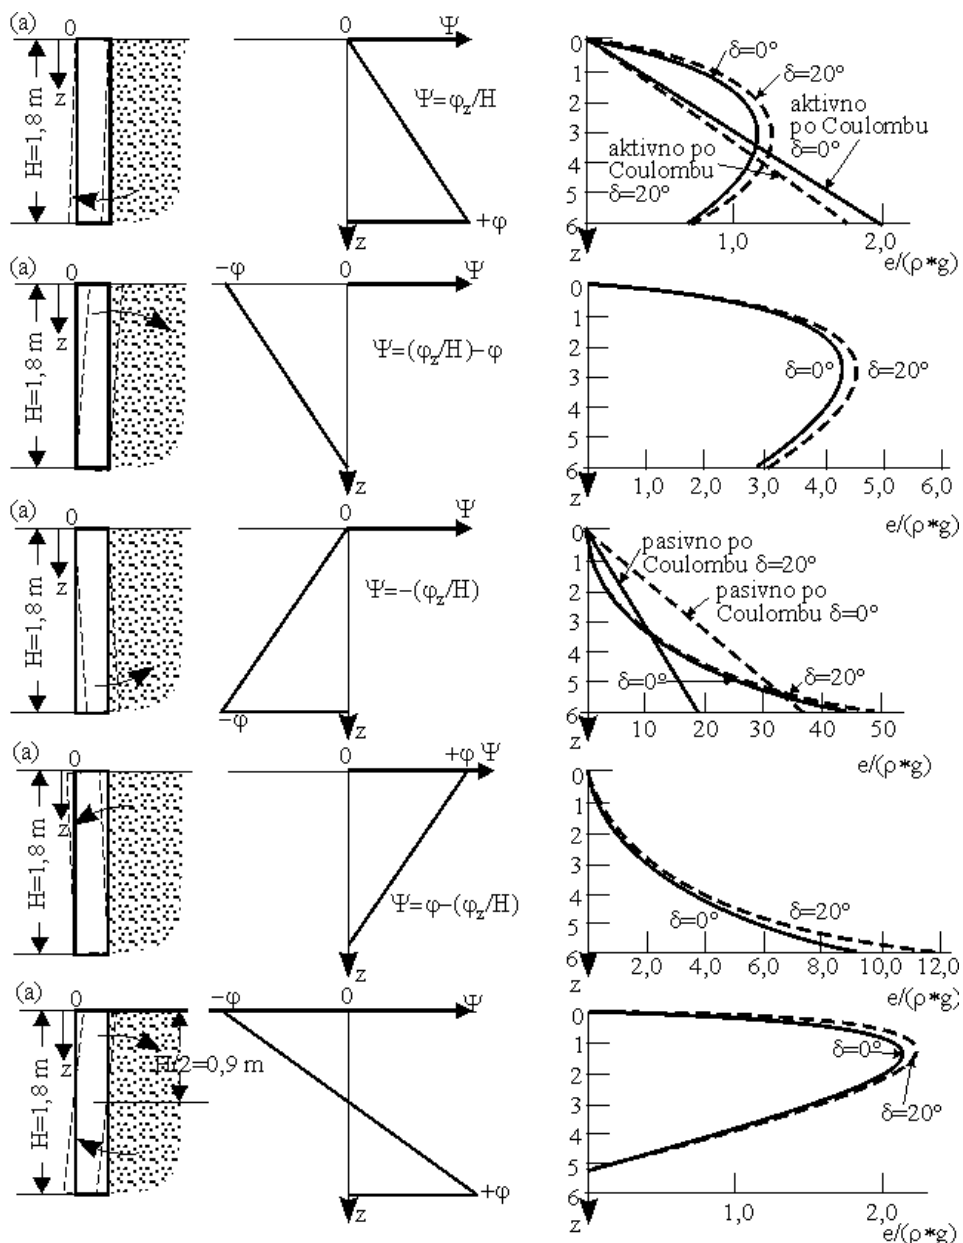 (a)
0
H=1,8 m
z
0
Ψ
Ψ=φz/H
+φ
z
0
1
2
3
4
5
6
z
δ=0°
δ=20°
aktivno
po Coulombu
δ=0°
aktivno po
Coulombu
δ=20°
1,0
2,0
e/(ρ*g)
(a)
0
H=1,8 m
z
−φ
0
Ψ
Ψ=(φz/H)−φ
z
0
1
2
3
4
5
6
z
δ=0°
δ=20°
1,0
3,0
4,0
5,0
6,0
e/(ρ*g)
(a)
0
H=1,8 m
z
0
Ψ
Ψ=−(φz/H)
−φ
z
0
1
2
3
4
5
6
z
pasivno po
Coulombu δ=20°
pasivno po
Coulombu δ=0°
δ=0°
δ=20°
10
20
30
40
50
e/(ρ*g)
(a)
0
H=1,8 m
z
0
+φ
Ψ
Ψ=φ−(φz/H)
z
0
1
2
3
4
5
6
z
δ=0°
δ=20°
2,0
4,0
6,0
8,0
10,0
12,0
e/(ρ*g)
(a)
0
H=1,8 m
z
H/2=0,9 m
−φ
0
Ψ
+φ
z
0
1
2
3
4
5
6
z
δ=0°
δ=20°
1,0
2,0
e/(ρ*g)